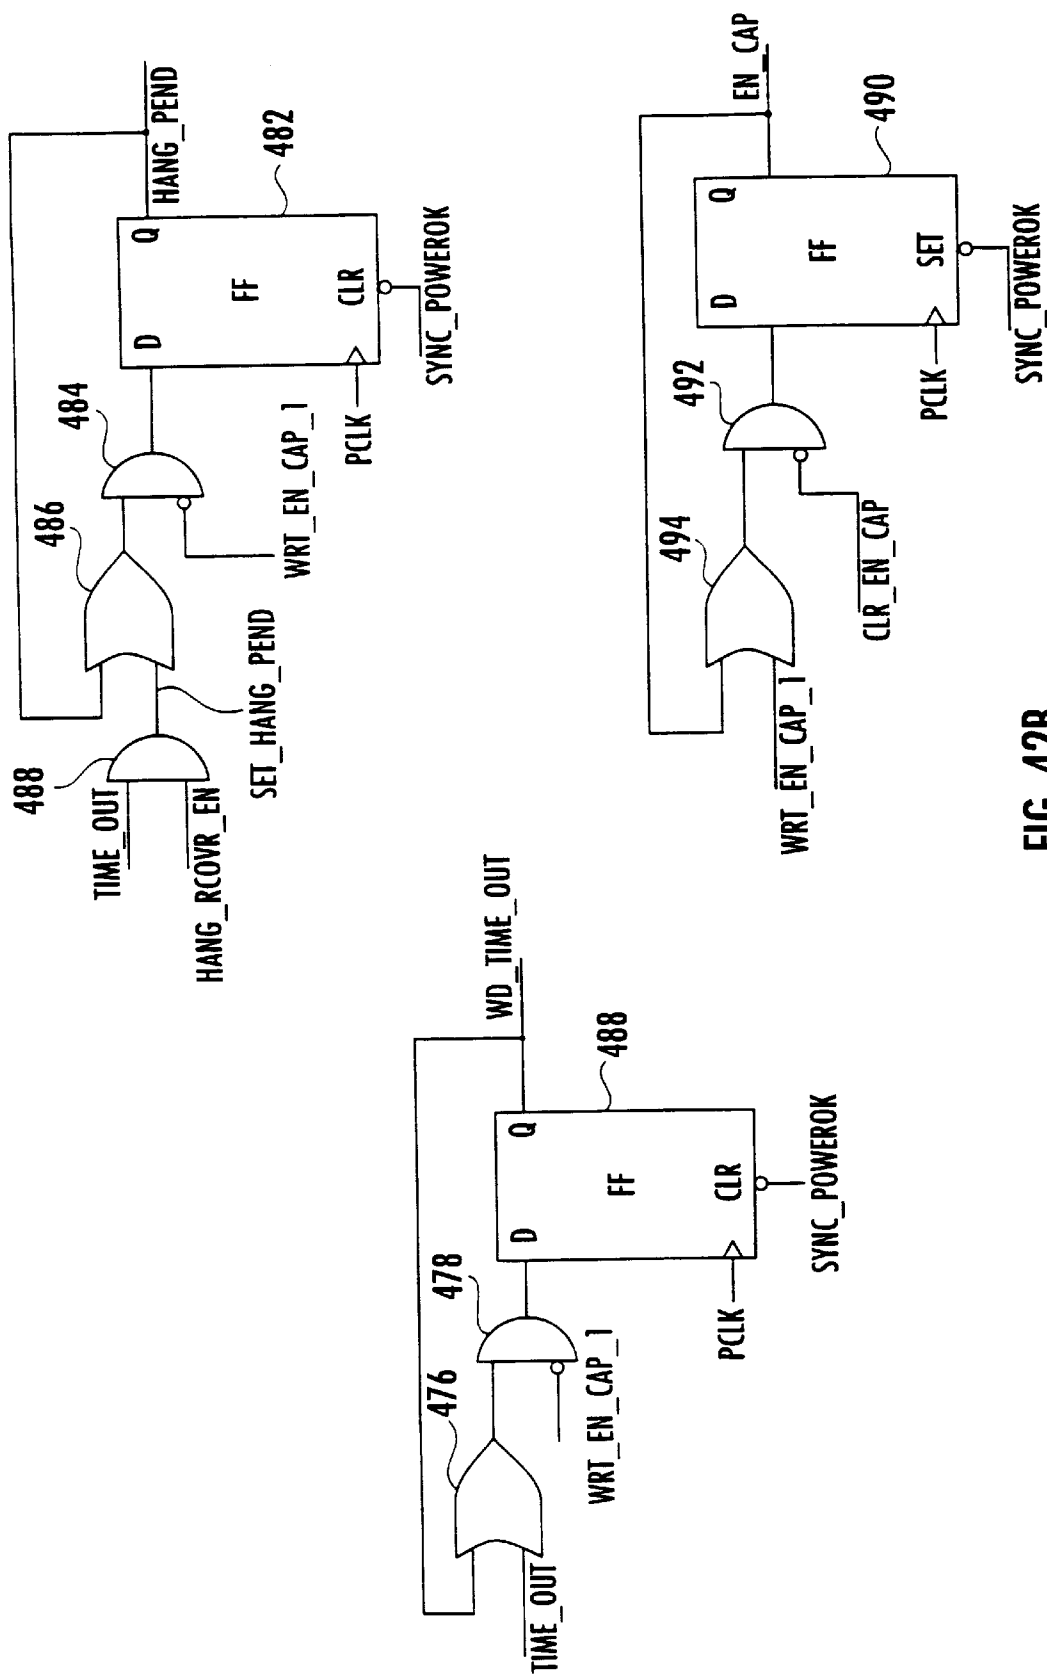 TIME_OUT
476
478
WRT_EN_CAP_1
D
Q
FF
CLR
PCLK
SYNC_POWEROK
488
WD_TIME_OUT
TIME_OUT
HANG_RCOVR_EN
488
SET_HANG_PEND
486
484
WRT_EN_CAP_1
D
Q
FF
CLR
PCLK
SYNC_POWEROK
482
HANG_PEND
WRT_EN_CAP_1
494
492
CLR_EN_CAP
D
Q
FF
SET
PCLK
SYNC_POWEROK
490
EN_CAP
FIG. 42B